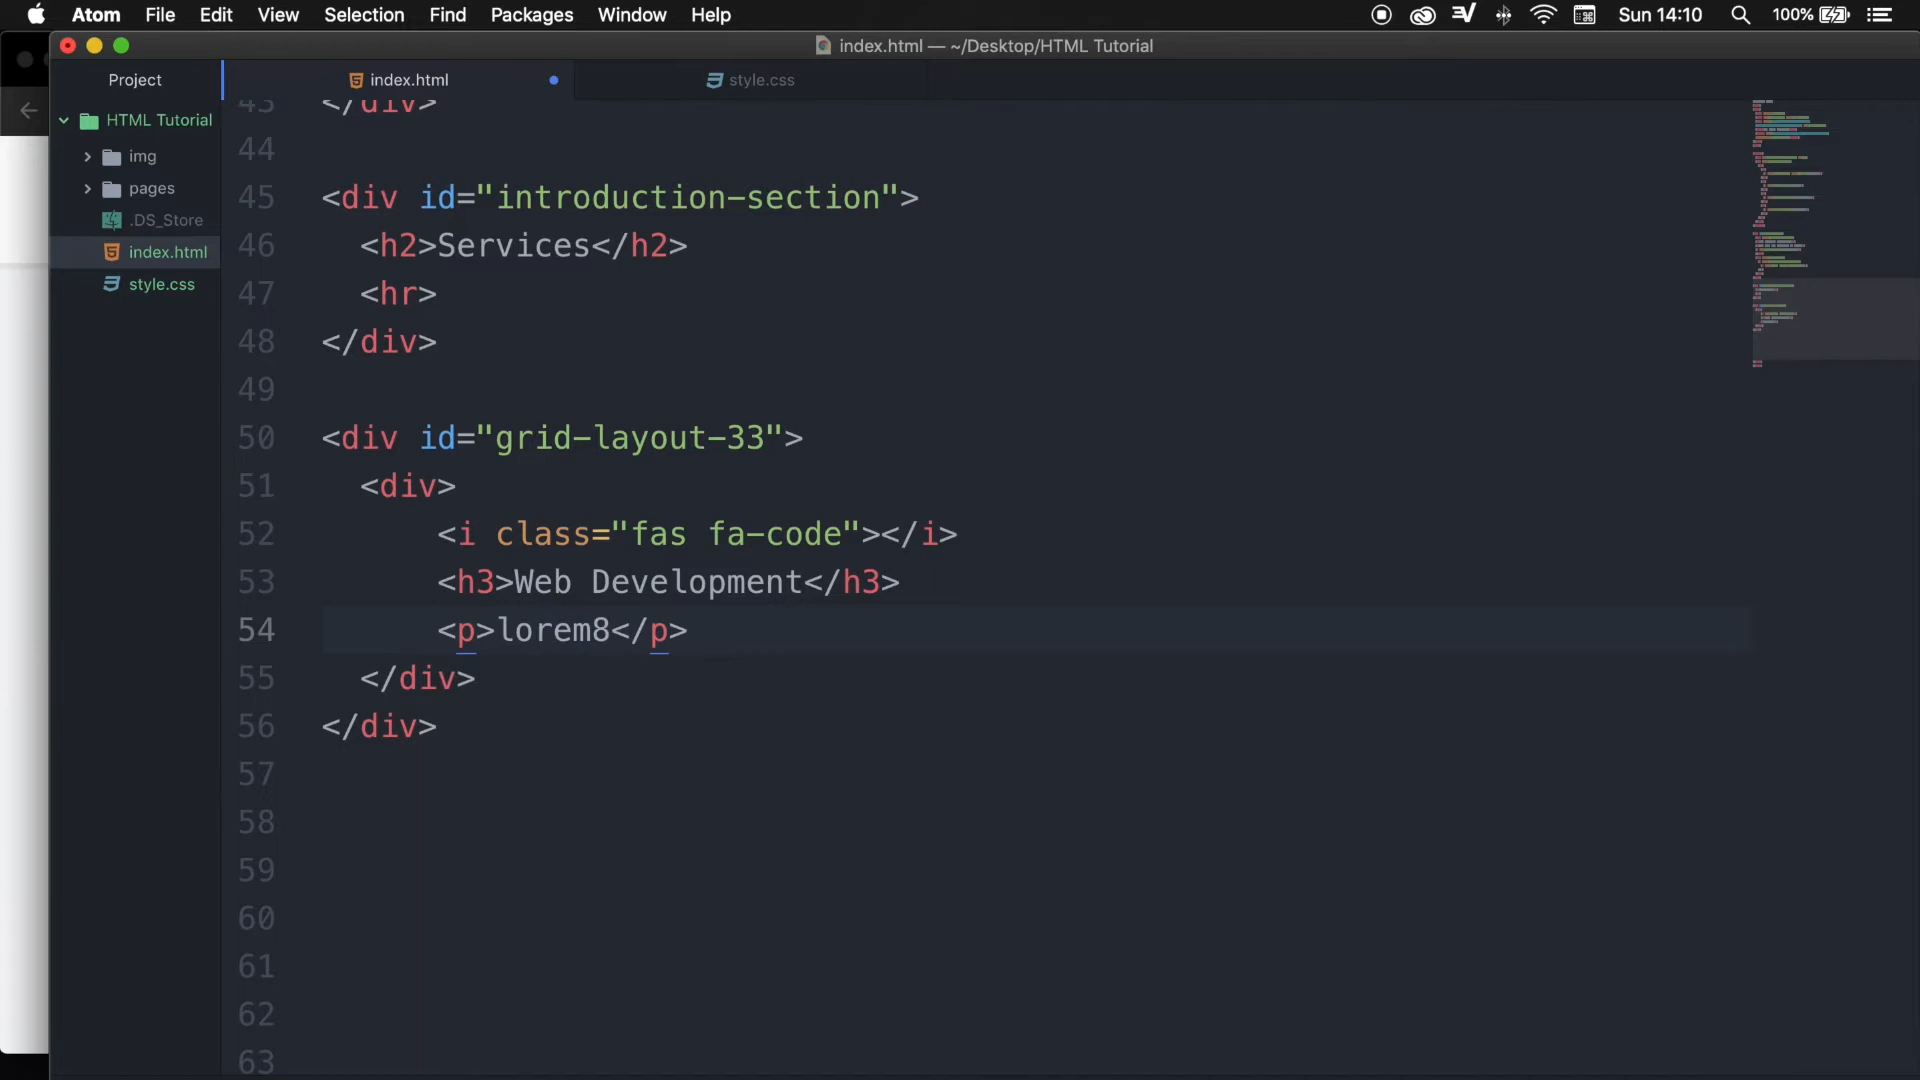 Atom File Edit View Selection Find Packages Window Help Sun 14:10 100%
index.html — ~/Desktop/HTML Tutorial
Project index.html style.css
HTML Tutorial
img
pages
.DS_Store
index.html
style.css
43 </div>
44
45 <div id="introduction-section">
46 <h2>Services</h2>
47 <hr>
48 </div>
49
50 <div id="grid-layout-33">
51 <div>
52 <i class="fas fa-code"></i>
53 <h3>Web Development</h3>
54 <p>lorem8</p>
55 </div>
56 </div>
57
58
59
60
61
62
63